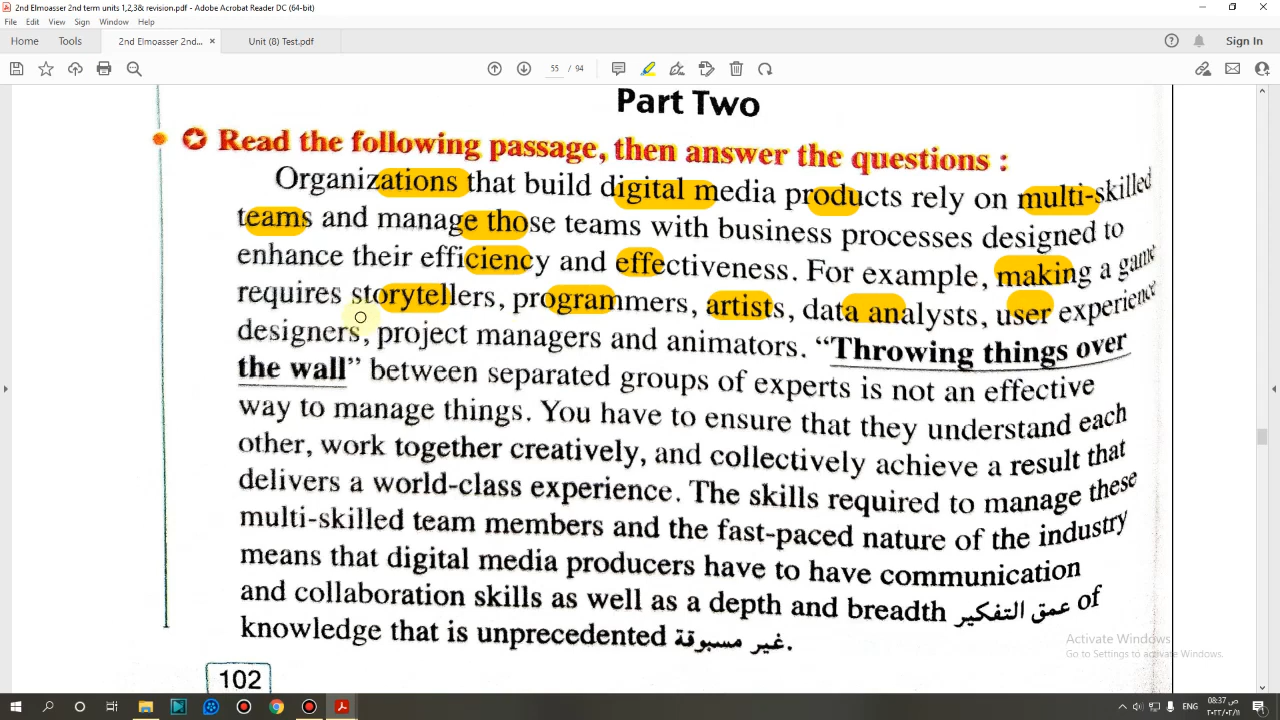 2nd Elmoasser 2nd term units 1,2,3& revision.pdf - Adobe Acrobat Reader DC (64-bit)
File Edit View Sign Window Help
Home Tools 2nd Elmoasser 2nd... × Unit (8) Test.pdf Sign In
55 / 94
Part Two
Read the following passage, then answer the questions :
Organizations that build digital media products rely on multi-skilled
teams and manage those teams with business processes designed to
enhance their efficiency and effectiveness. For example, making a game
requires storytellers, programmers, artists, data analysts, user experience
designers, project managers and animators. “Throwing things over
the wall” between separated groups of experts is not an effective
way to manage things. You have to ensure that they understand each
other, work together creatively, and collectively achieve a result that
delivers a world-class experience. The skills required to manage these
multi-skilled team members and the fast-paced nature of the industry
means that digital media producers have to have communication
and collaboration skills as well as a depth and breadth عمق التفكير of
knowledge that is unprecedented غير مسبوقة.
102
Activate Windows
Go to Settings to activate Windows.
ENG 08:37 ص
٢٠٢٢/٠٢/١١